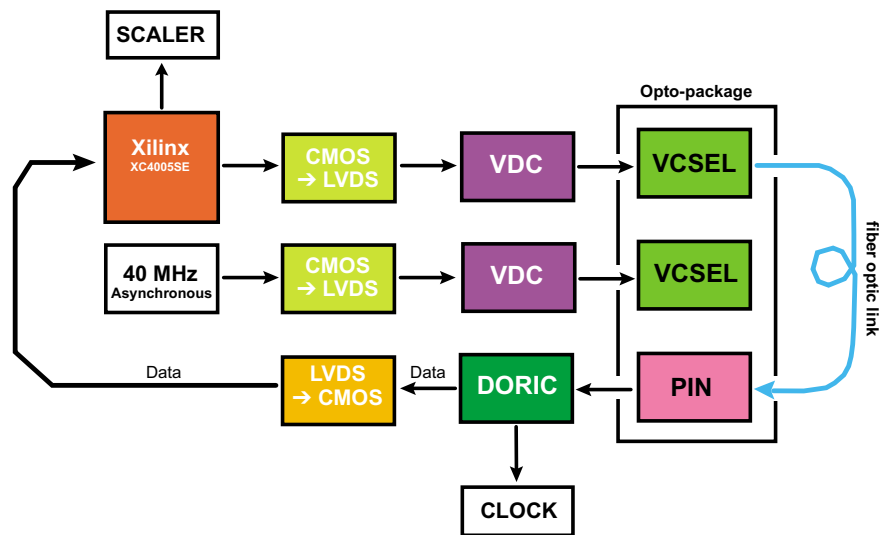 SCALER
Opto-package
Xilinx
XC4005SE
CMOS
→ LVDS
VDC
VCSEL
40 MHz
Asynchronous
CMOS
→ LVDS
VDC
VCSEL
fiber optic link
Data
LVDS
→ CMOS
Data
DORIC
PIN
CLOCK